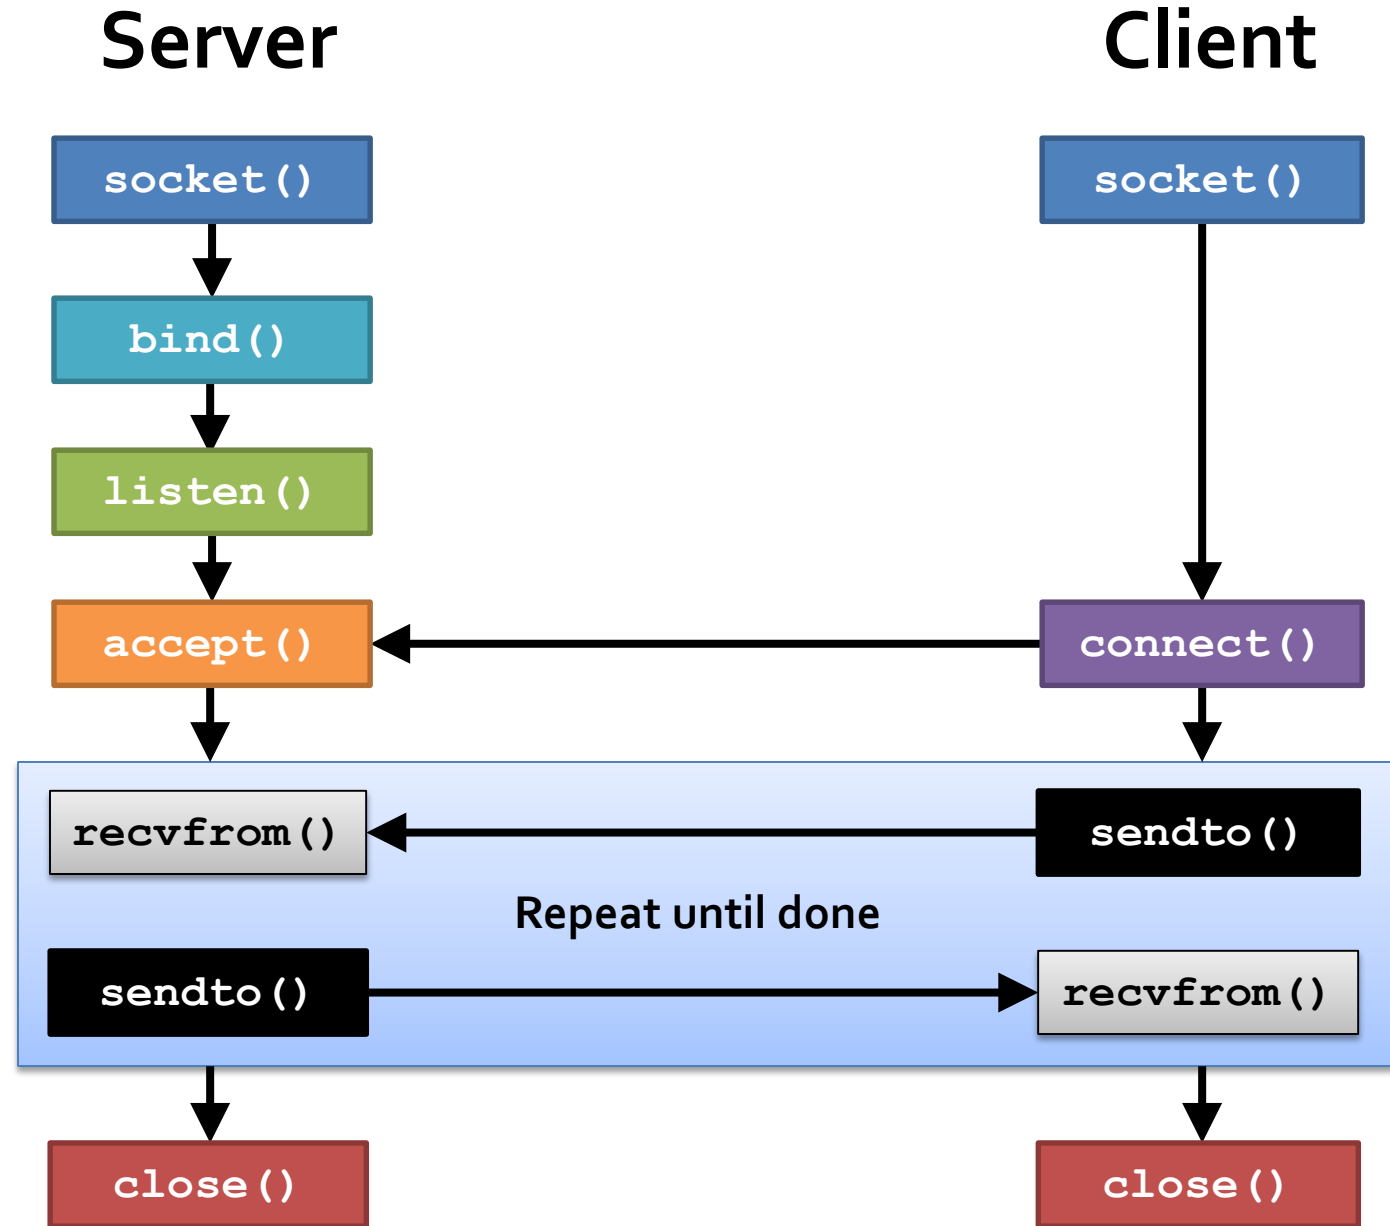 Server
Client
socket()
socket()
bind()
listen()
accept()
connect()
recvfrom()
sendto()
Repeat until done
sendto()
recvfrom()
close()
close()